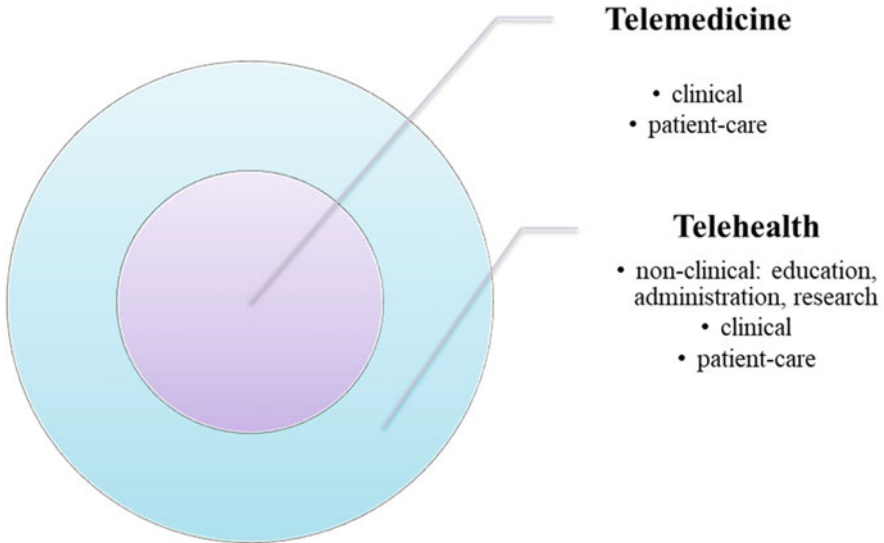 Telemedicine
• clinical
• patient-care
Telehealth
• non-clinical: education,
administration, research
• clinical
• patient-care